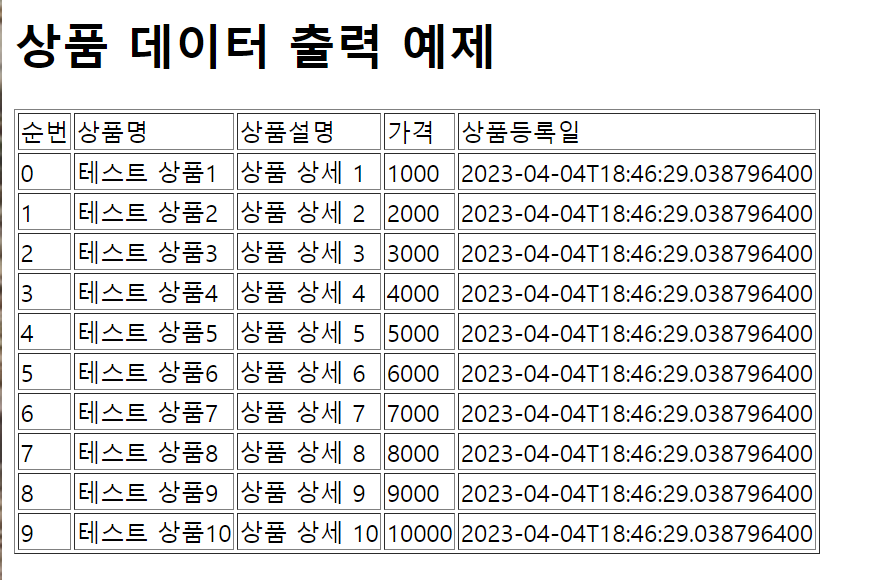 상품 데이터 출력 예제
순번 상품명 상품설명 가격 상품등록일
0 테스트 상품1 상품 상세 1 1000 2023-04-04T18:46:29.038796400
1 테스트 상품2 상품 상세 2 2000 2023-04-04T18:46:29.038796400
2 테스트 상품3 상품 상세 3 3000 2023-04-04T18:46:29.038796400
3 테스트 상품4 상품 상세 4 4000 2023-04-04T18:46:29.038796400
4 테스트 상품5 상품 상세 5 5000 2023-04-04T18:46:29.038796400
5 테스트 상품6 상품 상세 6 6000 2023-04-04T18:46:29.038796400
6 테스트 상품7 상품 상세 7 7000 2023-04-04T18:46:29.038796400
7 테스트 상품8 상품 상세 8 8000 2023-04-04T18:46:29.038796400
8 테스트 상품9 상품 상세 9 9000 2023-04-04T18:46:29.038796400
9 테스트 상품10 상품 상세 10 10000 2023-04-04T18:46:29.038796400